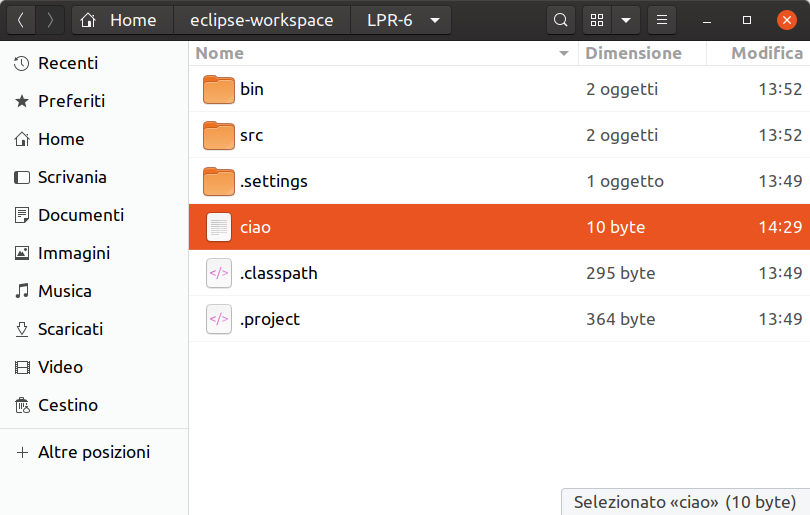 Home eclipse-workspace LPR-6
Recenti
Preferiti
Home
Scrivania
Documenti
Immagini
Musica
Scaricati
Video
Cestino
Altre posizioni
Nome Dimensione Modifica
bin 2 oggetti 13:52
src 2 oggetti 13:52
.settings 1 oggetto 13:49
ciao 10 byte 14:29
.classpath 295 byte 13:49
.project 364 byte 13:49
Selezionato «ciao» (10 byte)